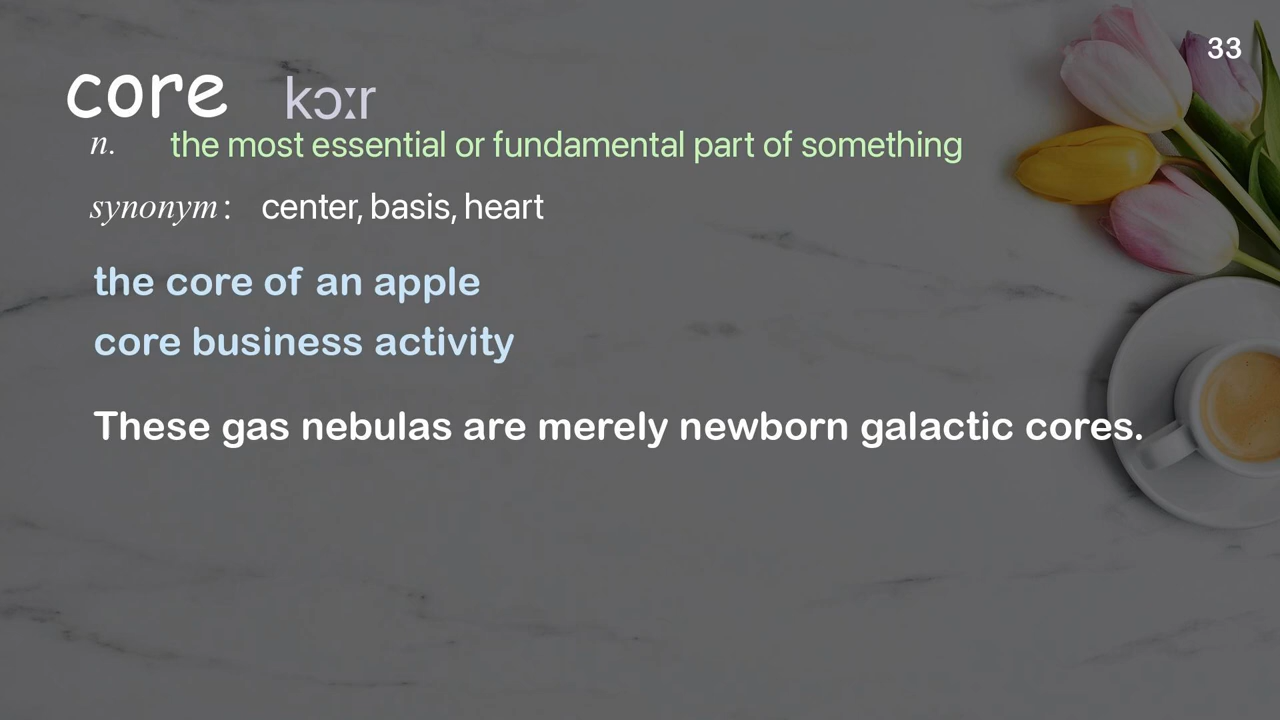 33
core kɔːr
n. the most essential or fundamental part of something
synonym: center, basis, heart
the core of an apple
core business activity
These gas nebulas are merely newborn galactic cores.